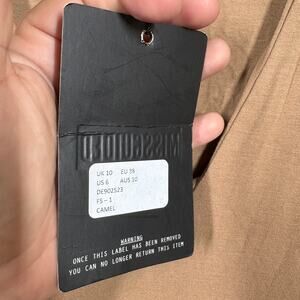 MISSGUIDED
UK 10 EU 38
US 6 AUS 10
DE902523
FS – 1
CAMEL
WARNING
ONCE THIS LABEL HAS BEEN REMOVED
YOU CAN NO LONGER RETURN THIS ITEM